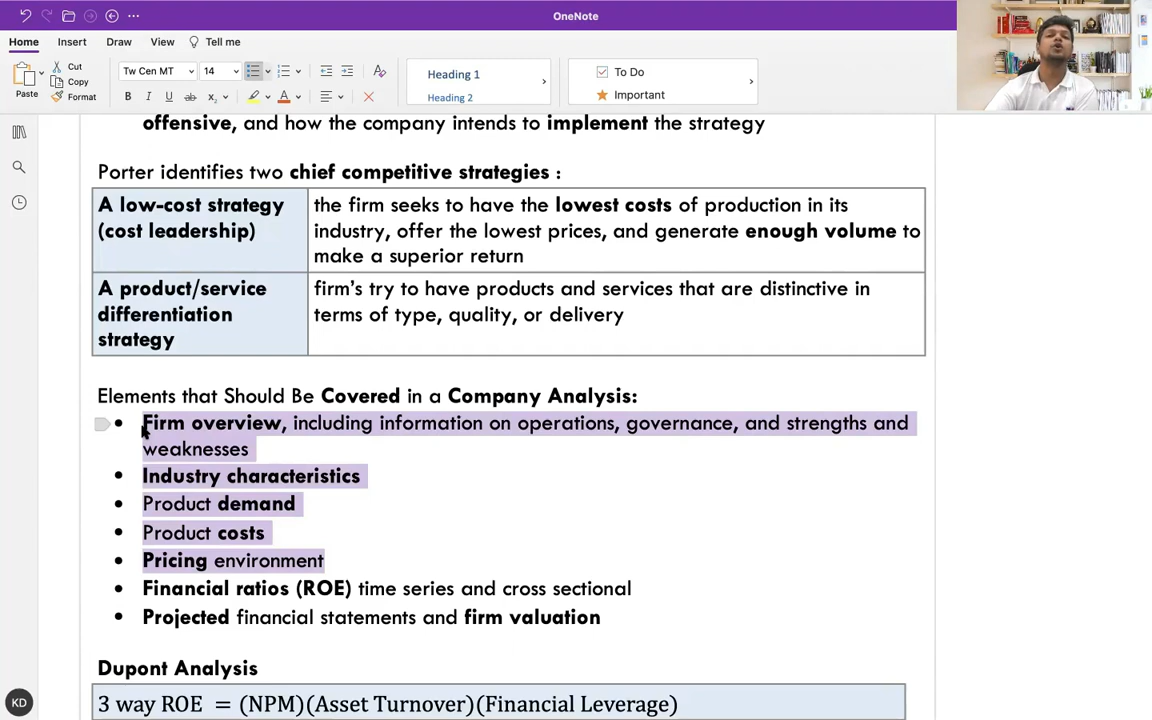 OneNote
Home Insert Draw View Tell me
Paste
Cut
Copy
Format
Tw Cen MT 14
B I U ab X₂ A
Heading 1
Heading 2
To Do
Important
offensive, and how the company intends to implement the strategy
Porter identifies two chief competitive strategies :
A low-cost strategy
(cost leadership)
the firm seeks to have the lowest costs of production in its
industry, offer the lowest prices, and generate enough volume to
make a superior return
A product/service
differentiation
strategy
firm's try to have products and services that are distinctive in
terms of type, quality, or delivery
Elements that Should Be Covered in a Company Analysis:
• Firm overview, including information on operations, governance, and strengths and
weaknesses
• Industry characteristics
• Product demand
• Product costs
• Pricing environment
• Financial ratios (ROE) time series and cross sectional
• Projected financial statements and firm valuation
Dupont Analysis
3 way ROE = (NPM)(Asset Turnover)(Financial Leverage)
KD